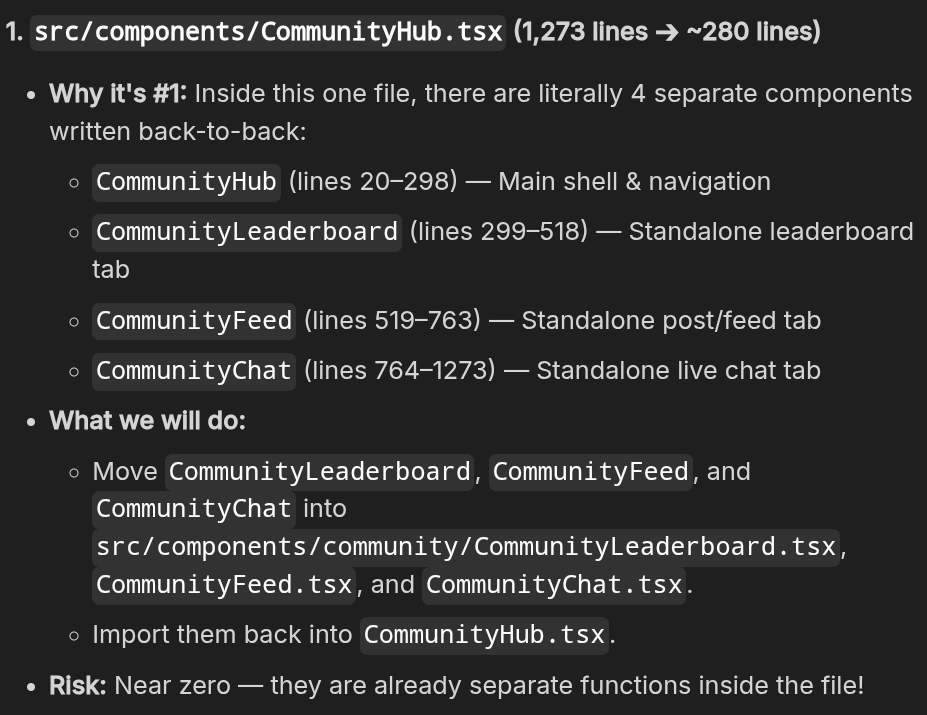 1. src/components/CommunityHub.tsx (1,273 lines → ~280 lines)
• Why it's #1: Inside this one file, there are literally 4 separate components
written back-to-back:
○ CommunityHub (lines 20–298) — Main shell & navigation
○ CommunityLeaderboard (lines 299–518) — Standalone leaderboard
tab
○ CommunityFeed (lines 519–763) — Standalone post/feed tab
○ CommunityChat (lines 764–1273) — Standalone live chat tab
• What we will do:
○ Move CommunityLeaderboard, CommunityFeed, and
CommunityChat into
src/components/community/CommunityLeaderboard.tsx,
CommunityFeed.tsx, and CommunityChat.tsx.
○ Import them back into CommunityHub.tsx.
• Risk: Near zero — they are already separate functions inside the file!